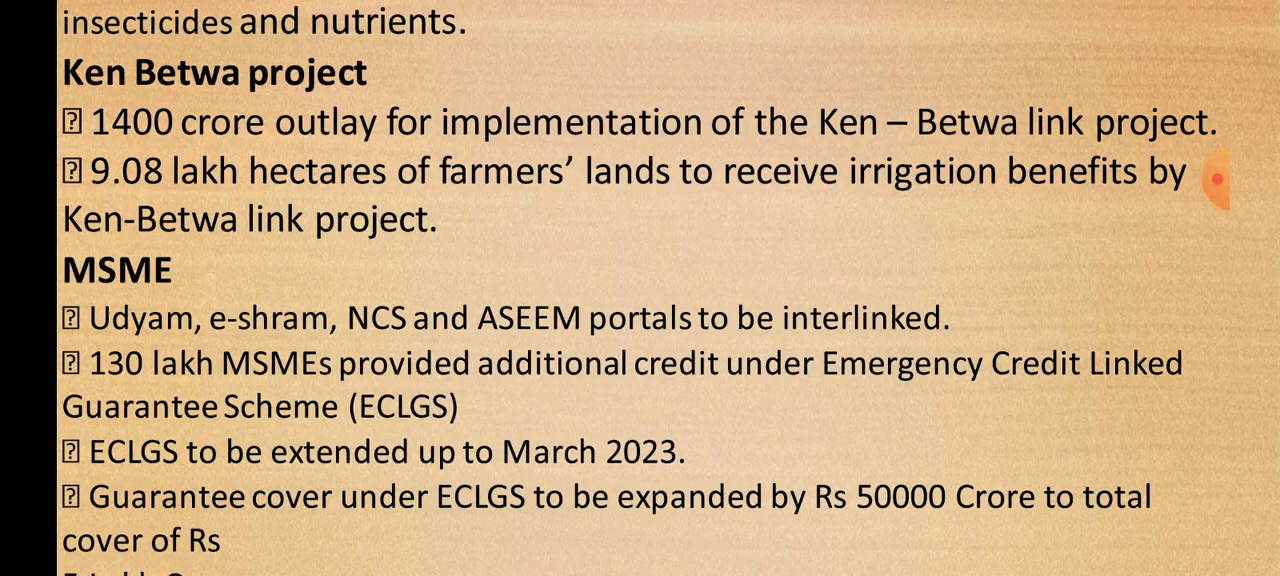 insecticides and nutrients.
Ken Betwa project
⍰ 1400 crore outlay for implementation of the Ken – Betwa link project.
⍰ 9.08 lakh hectares of farmers’ lands to receive irrigation benefits by
Ken-Betwa link project.
MSME
⍰ Udyam, e-shram, NCS and ASEEM portals to be interlinked.
⍰ 130 lakh MSMEs provided additional credit under Emergency Credit Linked
Guarantee Scheme (ECLGS)
⍰ ECLGS to be extended up to March 2023.
⍰ Guarantee cover under ECLGS to be expanded by Rs 50000 Crore to total
cover of Rs